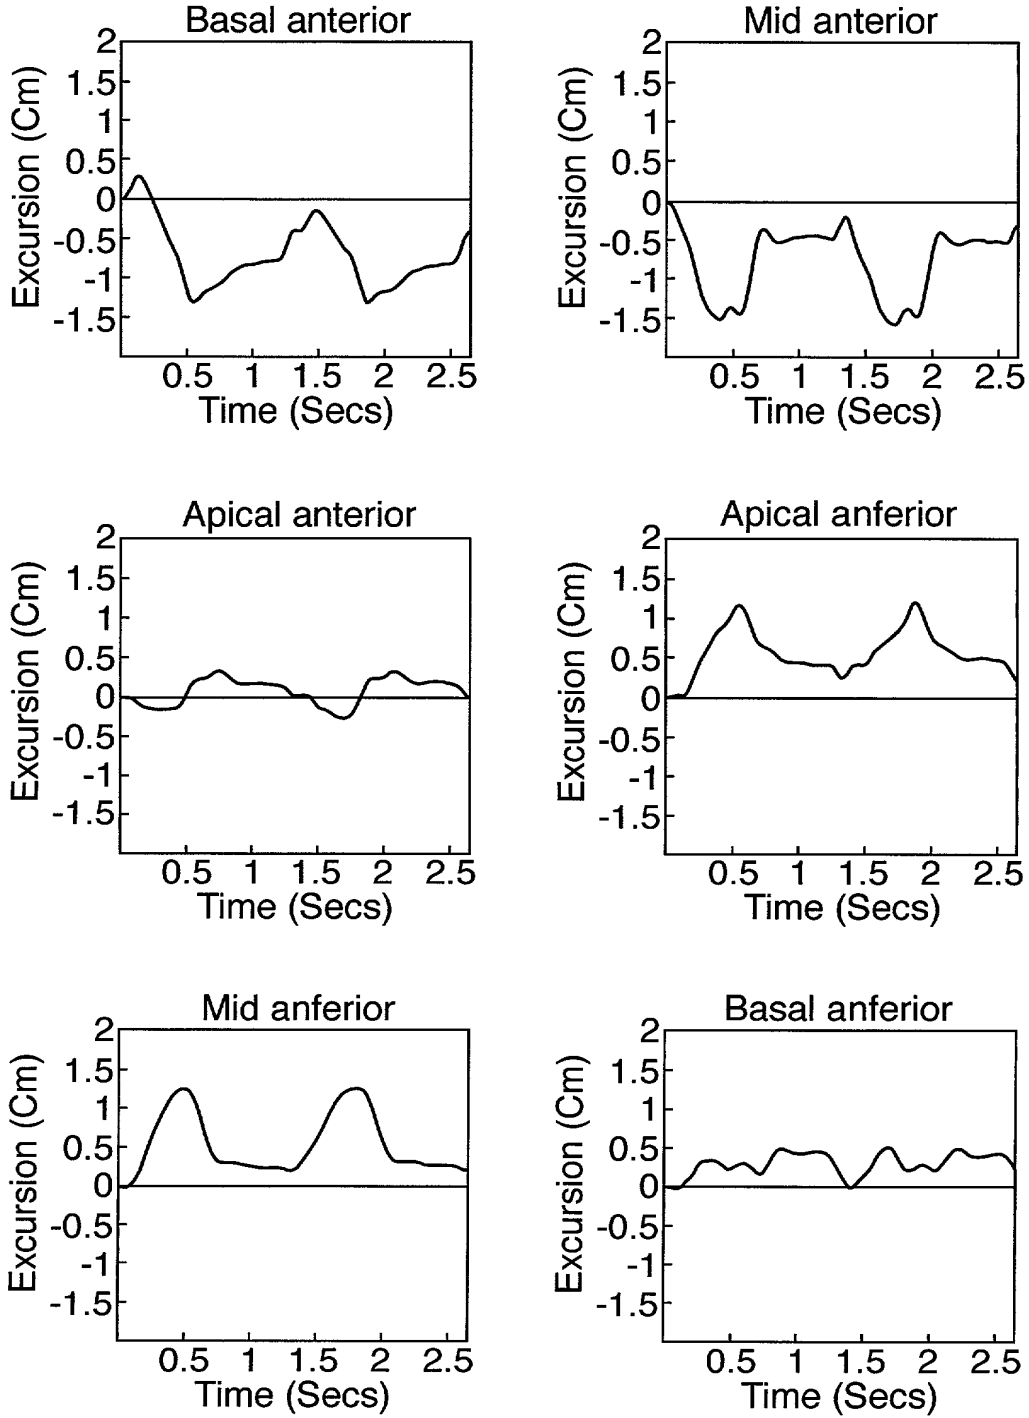 Basal anterior
Excursion (Cm)
2
1.5
1
0.5
0
-0.5
-1
-1.5
0.5 1 1.5 2 2.5
Time (Secs)
Mid anterior
Excursion (Cm)
2
1.5
1
0.5
0
-0.5
-1
-1.5
0.5 1 1.5 2 2.5
Time (Secs)
Apical anterior
Excursion (Cm)
2
1.5
1
0.5
0
-0.5
-1
-1.5
0.5 1 1.5 2 2.5
Time (Secs)
Apical anferior
Excursion (Cm)
2
1.5
1
0.5
0
-0.5
-1
-1.5
0.5 1 1.5 2 2.5
Time (Secs)
Mid anferior
Excursion (Cm)
2
1.5
1
0.5
0
-0.5
-1
-1.5
0.5 1 1.5 2 2.5
Time (Secs)
Basal anferior
Excursion (Cm)
2
1.5
1
0.5
0
-0.5
-1
-1.5
0.5 1 1.5 2 2.5
Time (Secs)